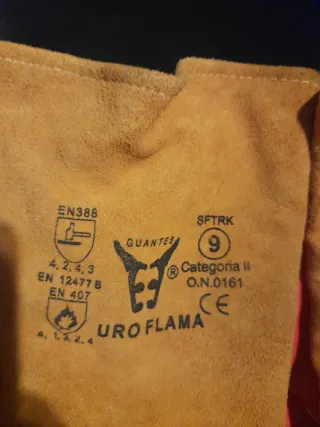 EN388
4, 2, 4, 3
EN 12477 B
EN 407
4, 1, 3, 2, 4
GUANTES
®
UROFLAMA
SFTRK
9
Categoria II
O.N.0161
CE